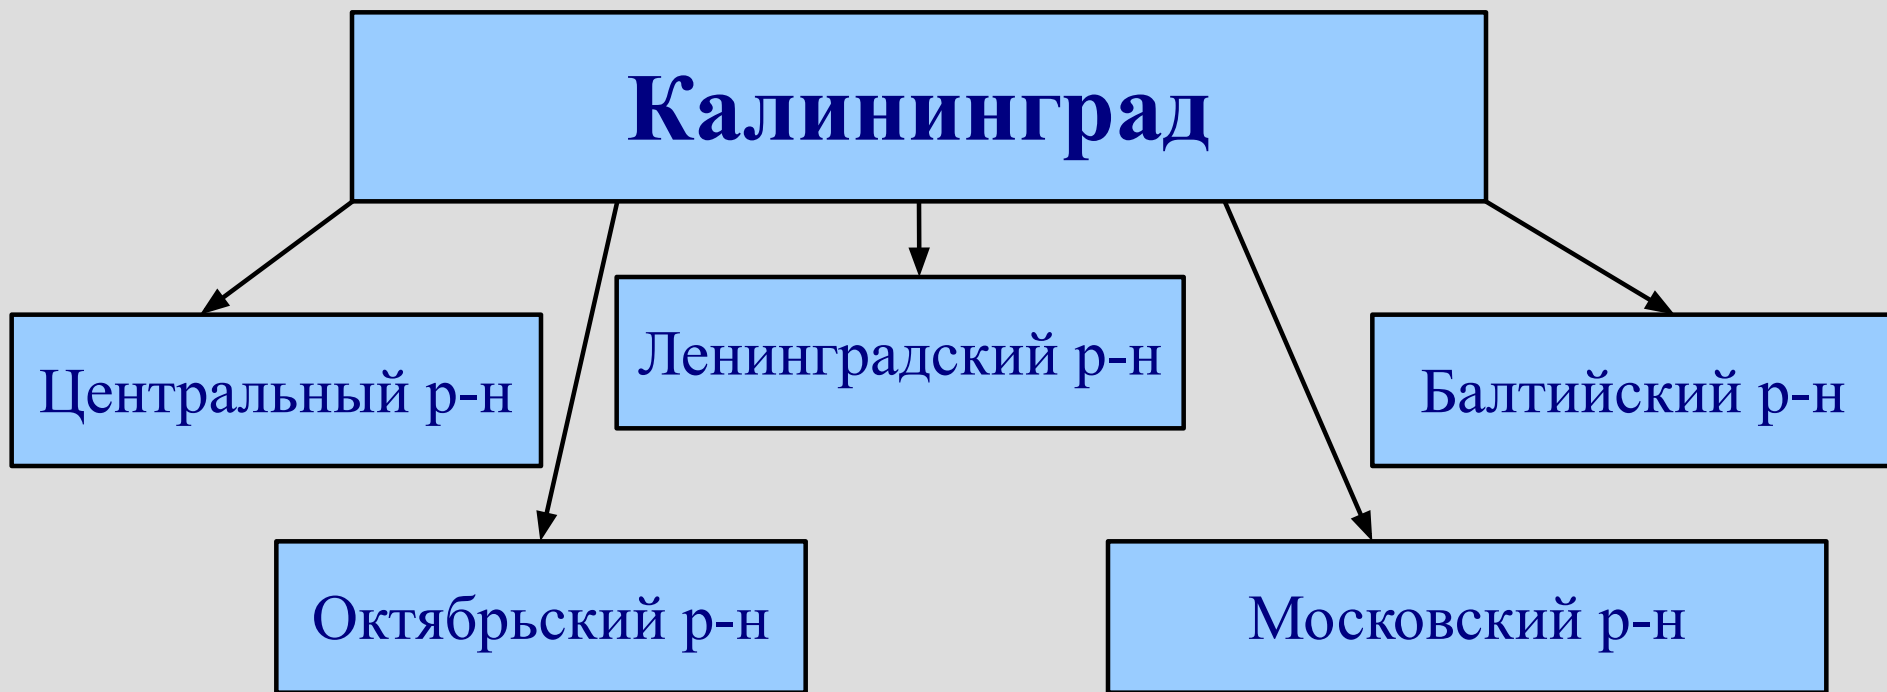 Калининград
Центральный р-н
Ленинградский р-н
Балтийский р-н
Октябрьский р-н
Московский р-н